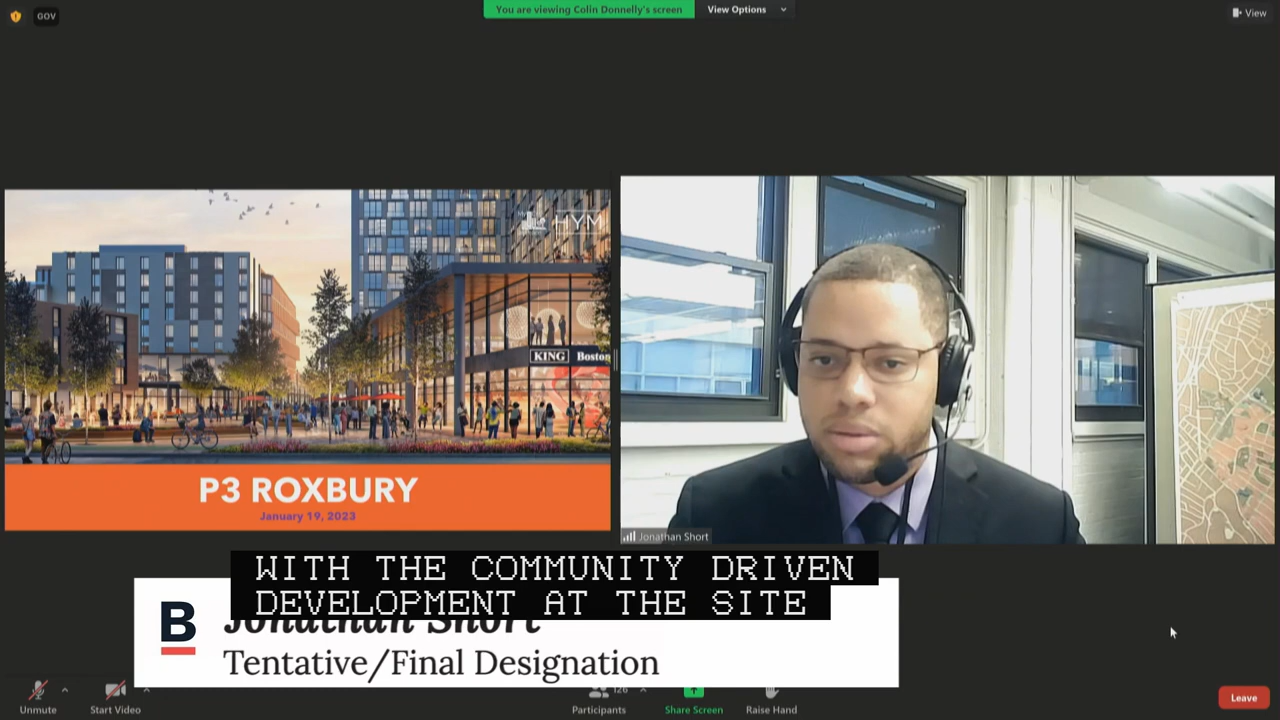 GOV
You are viewing Colin Donnelly's screen
View Options
View
HYM
KING Boston
P3 ROXBURY
January 19, 2023
Jonathan Short
WITH THE COMMUNITY DRIVEN
DEVELOPMENT AT THE SITE
B
Jonathan Short
Tentative/Final Designation
126
Unmute
Start Video
Participants
Share Screen
Raise Hand
Leave